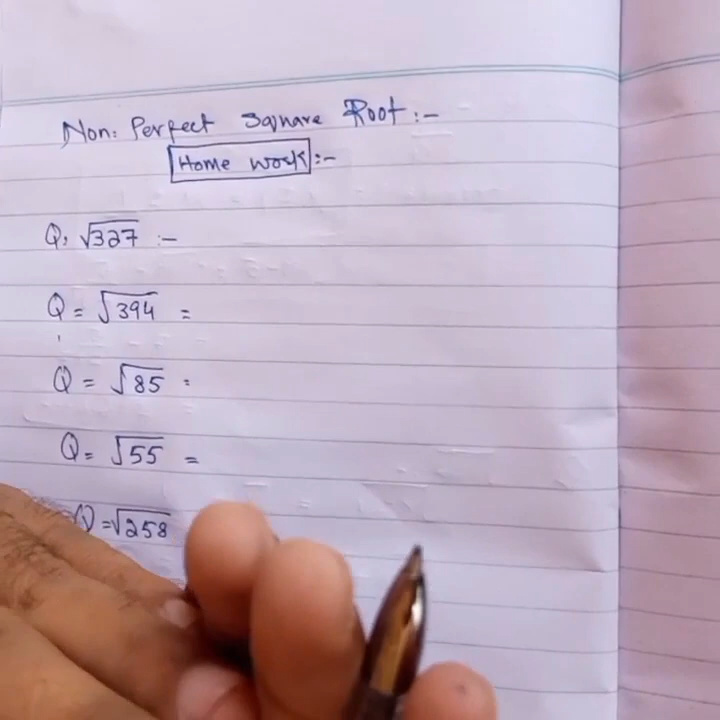 Non: Perfect Square Root :-
Home work :-
Q: √327 :-
Q = √394 =
Q = √85 =
Q = √55 =
Q = √258